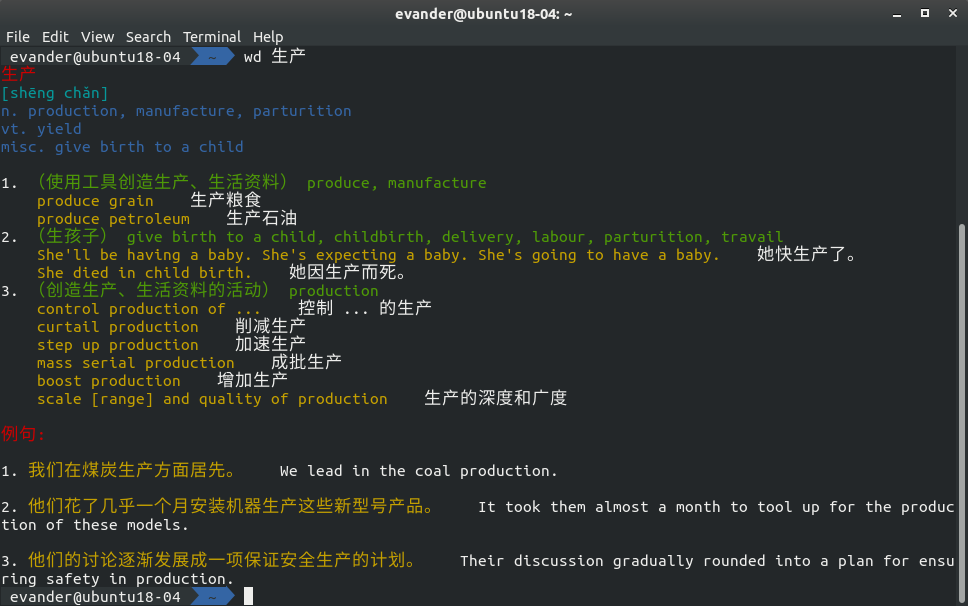 evander@ubuntu18-04: ~
File Edit View Search Terminal Help
evander@ubuntu18-04 ~ wd 生产
生产
[shēng chǎn]
n. production, manufacture, parturition
vt. yield
misc. give birth to a child
1. （使用工具创造生产、生活资料） produce, manufacture
produce grain 生产粮食
produce petroleum 生产石油
2. （生孩子） give birth to a child, childbirth, delivery, labour, parturition, travail
She'll be having a baby. She's expecting a baby. She's going to have a baby. 她快生产了。
She died in child birth. 她因生产而死。
3. （创造生产、生活资料的活动） production
control production of ... 控制 ... 的生产
curtail production 削减生产
step up production 加速生产
mass serial production 成批生产
boost production 增加生产
scale [range] and quality of production 生产的深度和广度
例句:
1. 我们在煤炭生产方面居先。 We lead in the coal production.
2. 他们花了几乎一个月安装机器生产这些新型号产品。 It took them almost a month to tool up for the produc
tion of these models.
3. 他们的讨论逐渐发展成一项保证安全生产的计划。 Their discussion gradually rounded into a plan for ensu
ring safety in production.
evander@ubuntu18-04 ~